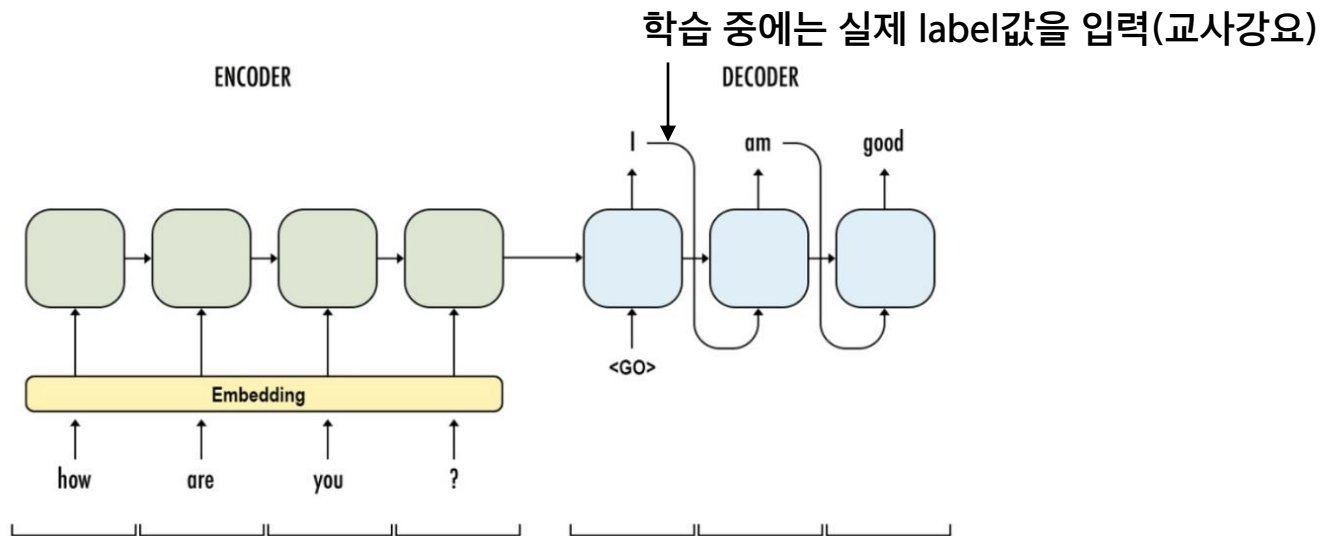 학습 중에는 실제 label값을 입력(교사강요)
ENCODER
DECODER
I am good
<GO>
Embedding
how are you ?